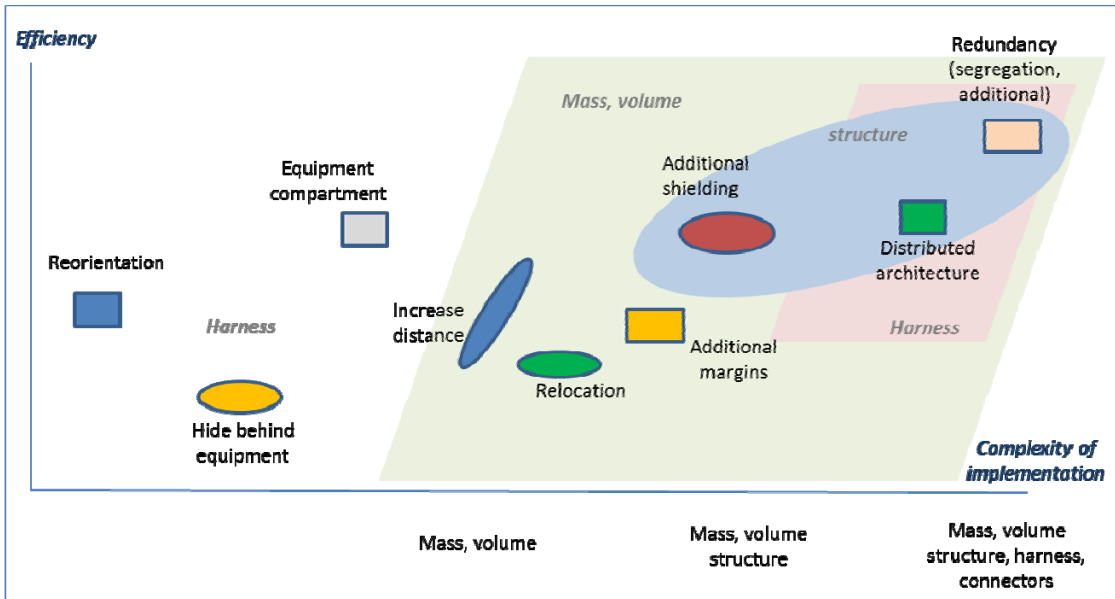 Efficiency
Redundancy
(segregation,
additional)
Mass, volume
structure
Equipment
compartment
Additional
shielding
Reorientation
Distributed
architecture
Increase
distance
Harness
Harness
Additional
margins
Relocation
Hide behind
equipment
Complexity of
implementation
Mass, volume
Mass, volume
structure
Mass, volume
structure, harness,
connectors